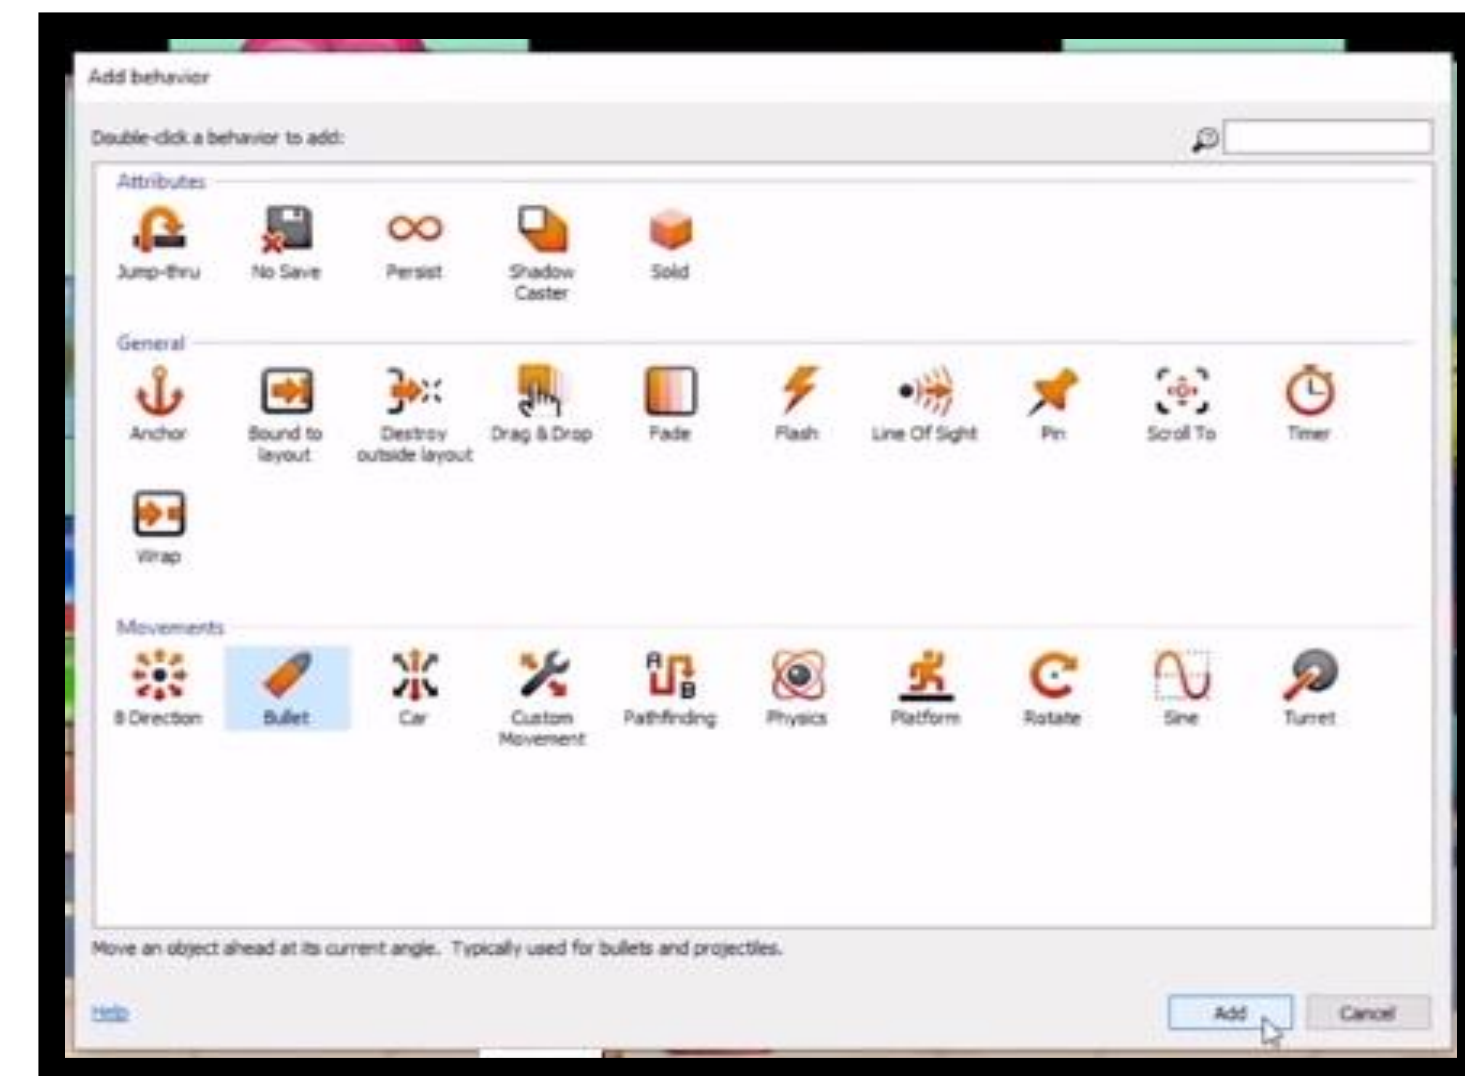 Add behavior
Double-click a behavior to add:
Attributes
Jump-thru No Save Persist Shadow Caster Solid
General
Anchor Bound to layout Destroy outside layout Drag & Drop Fade Flash Line Of Sight Pin Scroll To Timer
Wrap
Movements
8 Direction Bullet Car Custom Movement Pathfinding Physics Platform Rotate Sine Turret
A
B
Move an object ahead at its current angle. Typically used for bullets and projectiles.
Help
Add Cancel